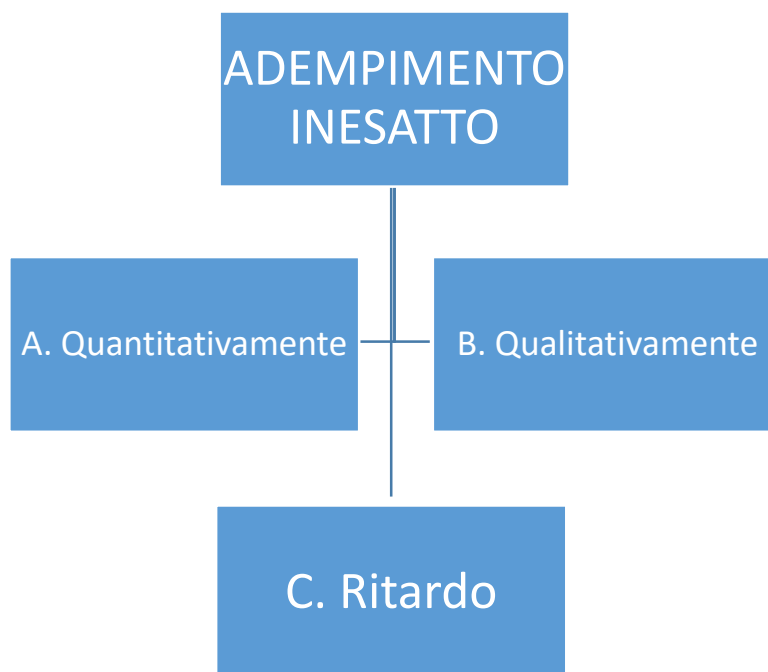 ADEMPIMENTO
INESATTO
A. Quantitativamente
B. Qualitativamente
C. Ritardo